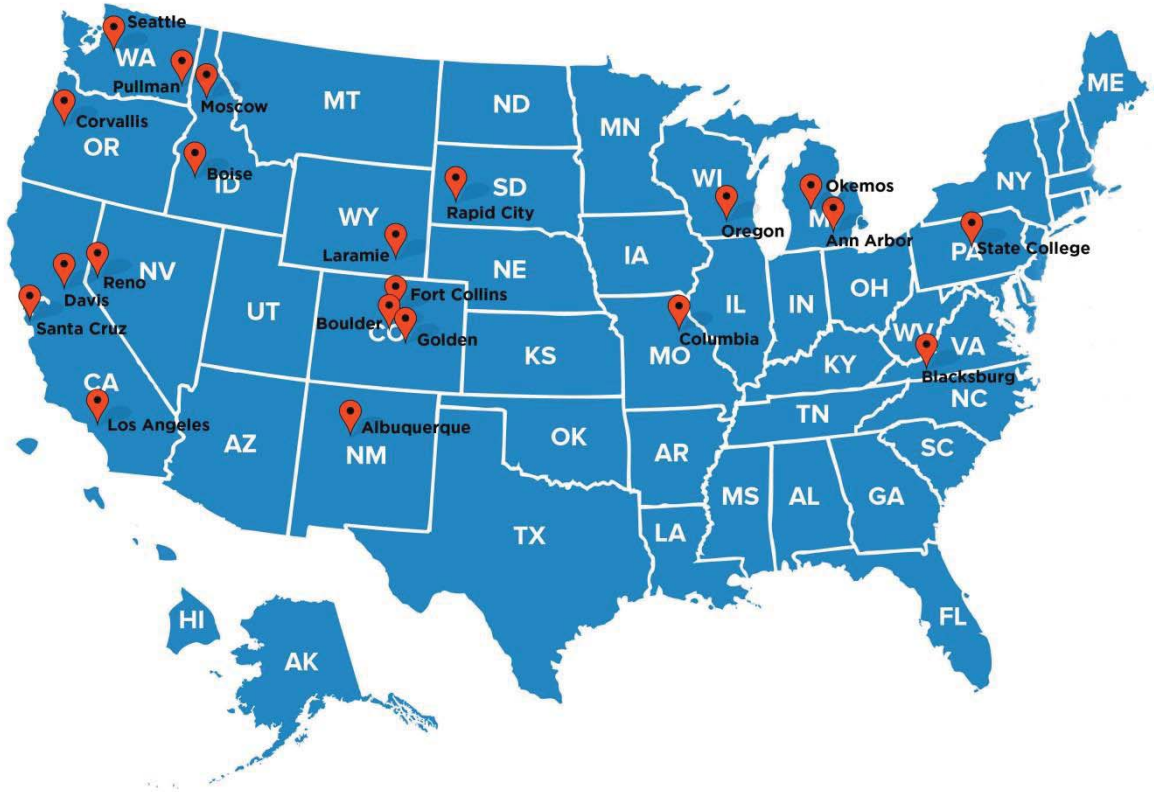 Seattle
WA
Pullman
Moscow
MT
ND
MN
ME
Corvallis
OR
Boise
ID
SD
Rapid City
WI
Oregon
Okemos
MI
Ann Arbor
NY
State College
PA
WY
Laramie
NE
IA
NV
Reno
Davis
Santa Cruz
UT
Fort Collins
Boulder
CO
Golden
IL
IN
OH
Columbia
MO
KS
KY
WV
VA
Blacksburg
CA
Los Angeles
AZ
Albuquerque
NM
OK
TN
NC
AR
SC
MS
AL
GA
TX
LA
FL
HI
AK